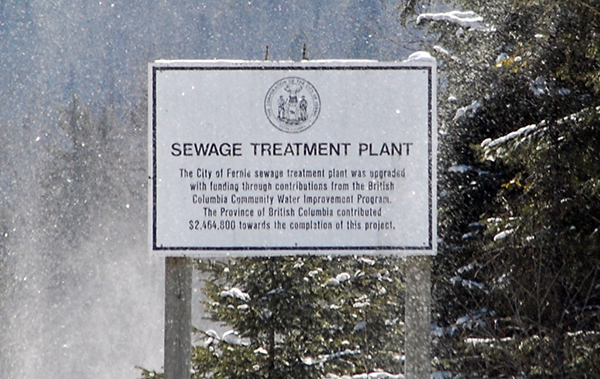 SEWAGE TREATMENT PLANT
The City of Fernie sewage treatment plant was upgraded
with funding through contributions from the British
Columbia Community Water Improvement Program.
The Province of British Columbia contributed
$2,464,800 towards the completion of this project.